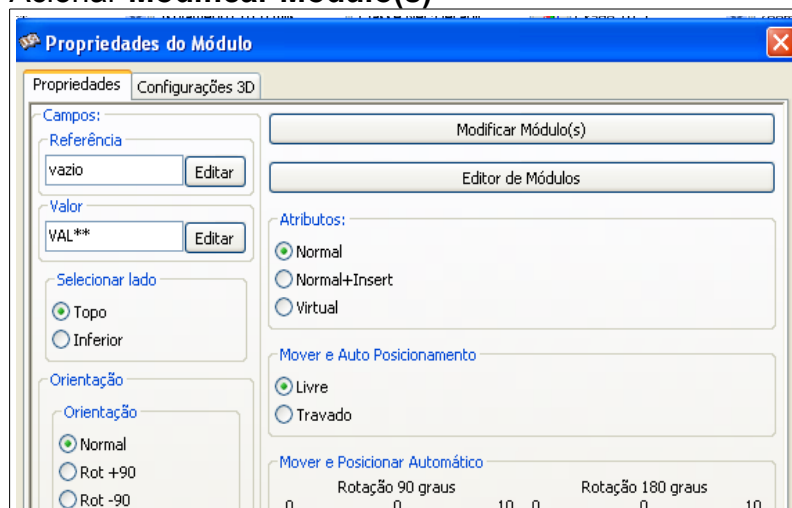 Acionar Modificar Módulo(s)
Propriedades do Módulo
Propriedades
Configurações 3D
Campos:
Referência
vazio
Editar
Valor
VAL**
Editar
Selecionar lado
Topo
Inferior
Orientação
Orientação
Normal
Rot +90
Rot -90
Modificar Módulo(s)
Editor de Módulos
Atributos:
Normal
Normal+Insert
Virtual
Mover e Auto Posicionamento
Livre
Travado
Mover e Posicionar Automático
Rotação 90 graus
Rotação 180 graus
0 0 10 0 0 10